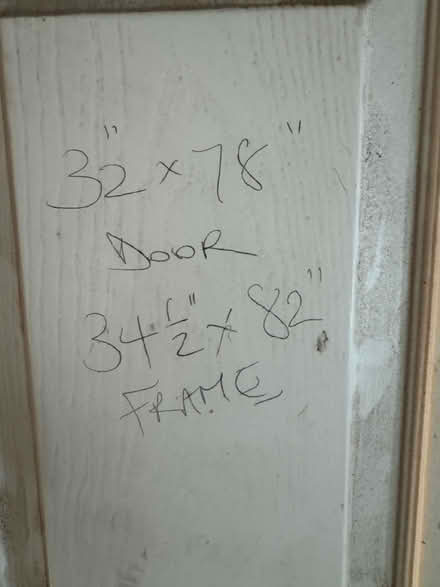 32" × 78"
DOOR
34 1/2" × 82"
FRAME